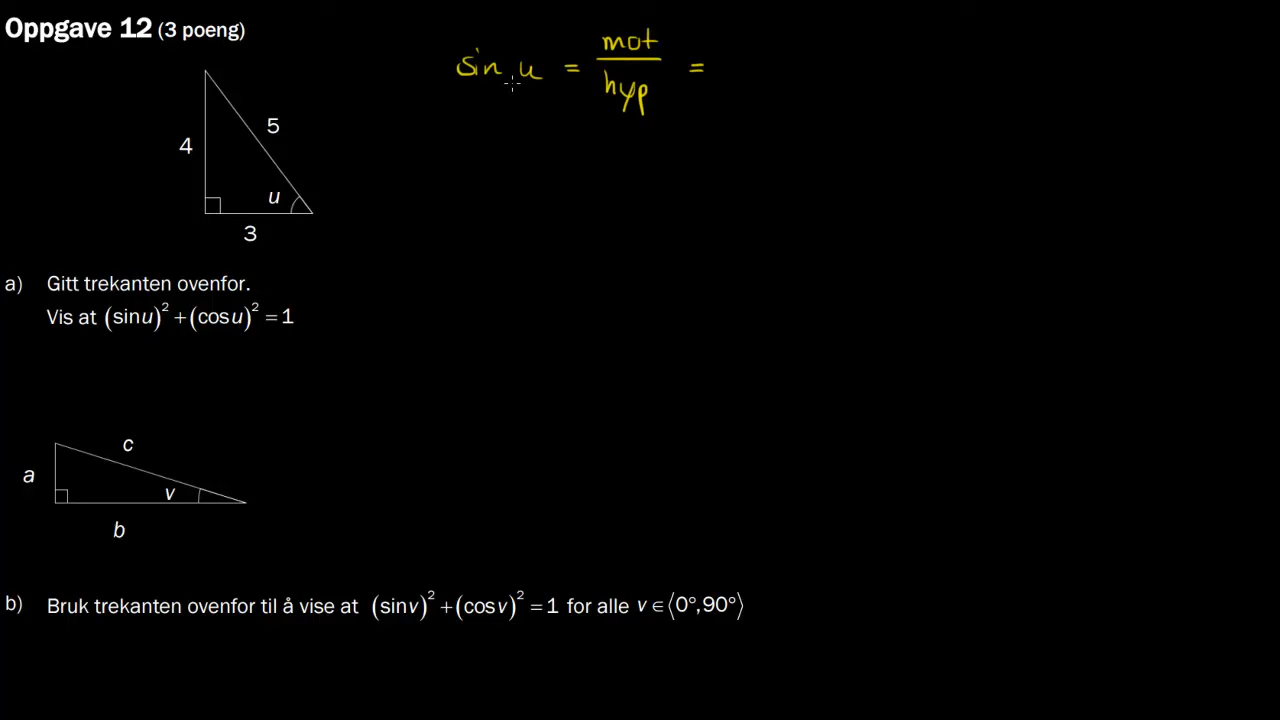 Oppgave 12 (3 poeng)
sin u = mot/hyp =
5
4
u
3
a) Gitt trekanten ovenfor.
Vis at (sin u)² + (cos u)² = 1
c
a
v
b
b) Bruk trekanten ovenfor til å vise at (sin v)² + (cos v)² = 1 for alle v ∈ ⟨0°, 90°⟩